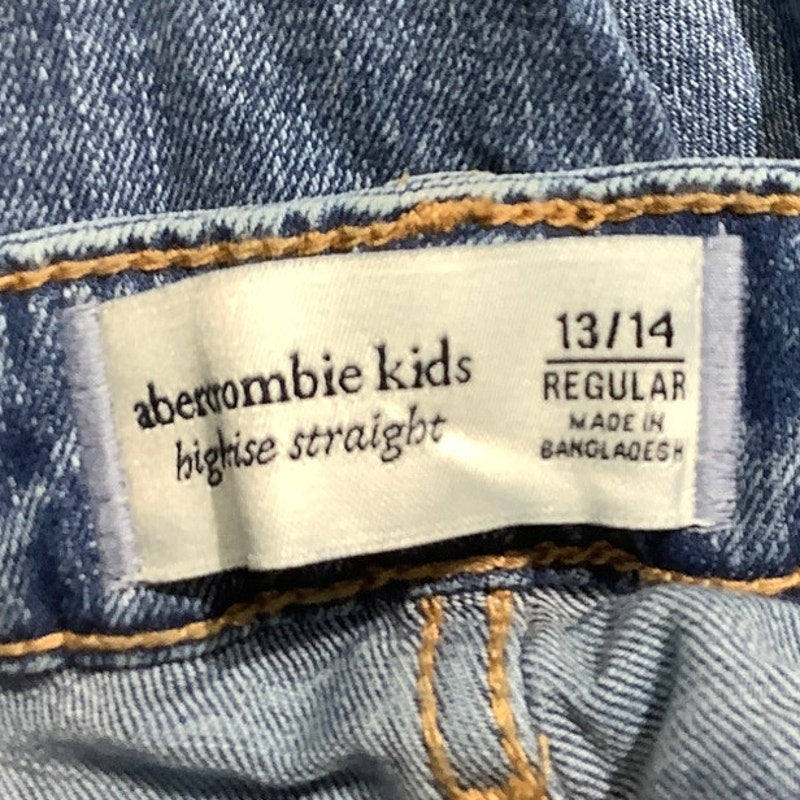 abercrombie kids
highrise straight
13/14
REGULAR
MADE IN
BANGLADESH